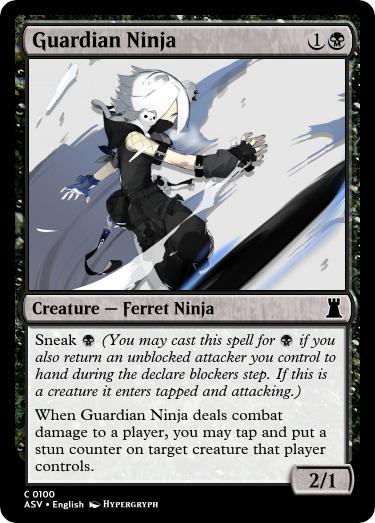 Guardian Ninja 1
Creature — Ferret Ninja
Sneak (You may cast this spell for if you
also return an unblocked attacker you control to
hand during the declare blockers step. If this is
a creature it enters tapped and attacking.)
When Guardian Ninja deals combat
damage to a player, you may tap and put a
stun counter on target creature that player
controls.
2/1
C 0100
ASV • English HYPERGRYPH